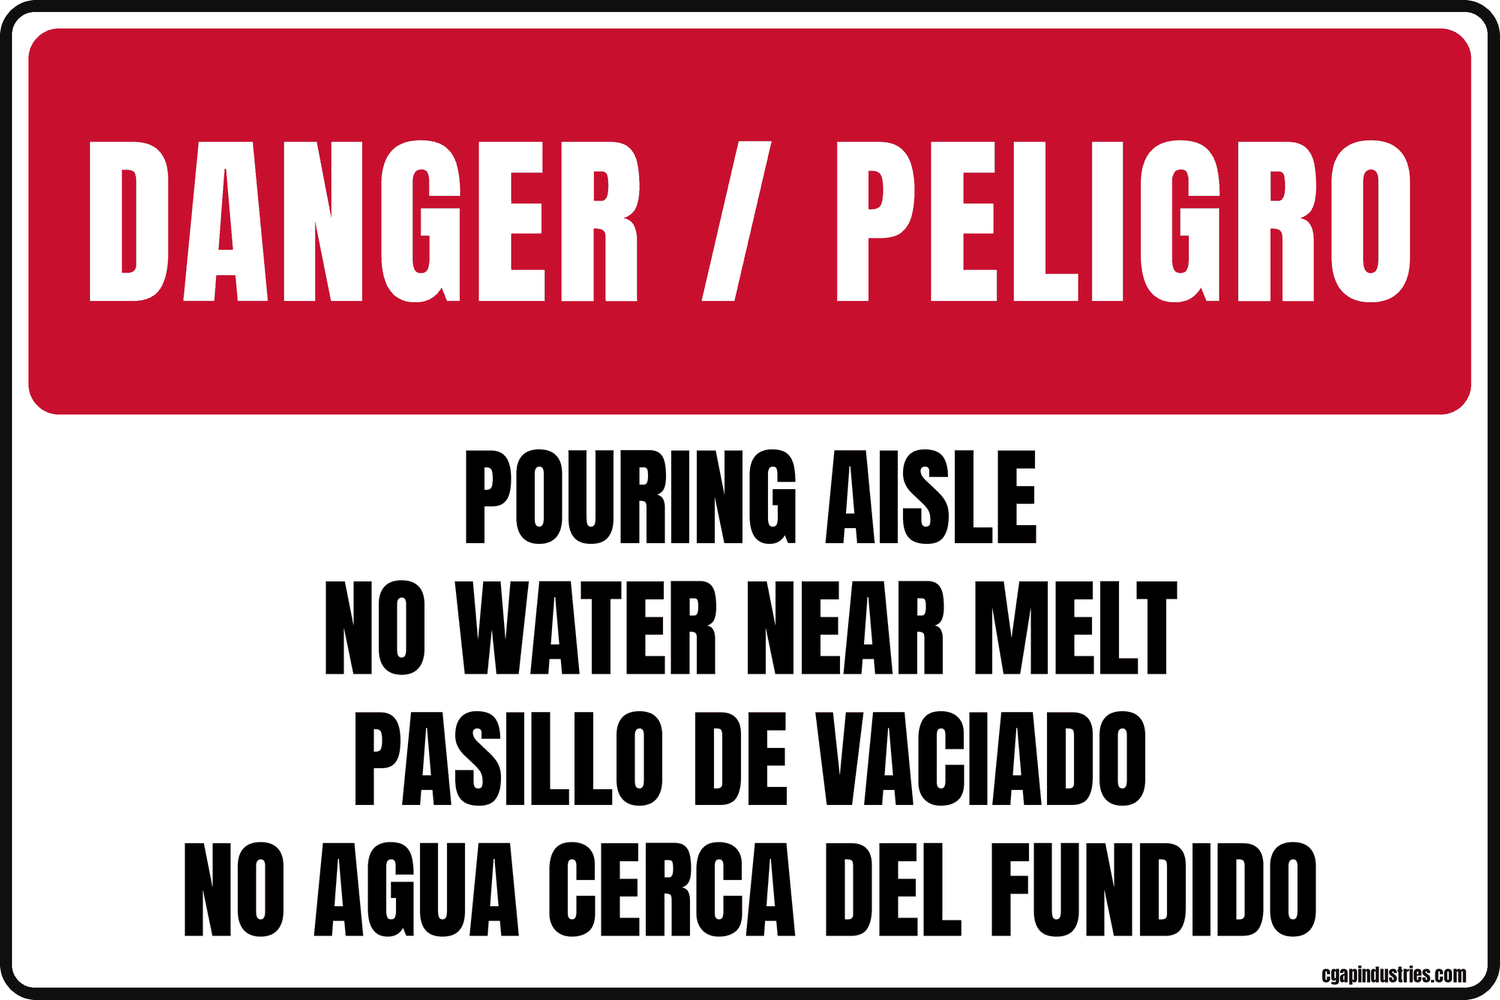 DANGER / PELIGRO
POURING AISLE
NO WATER NEAR MELT
PASILLO DE VACIADO
NO AGUA CERCA DEL FUNDIDO
cgapindustries.com